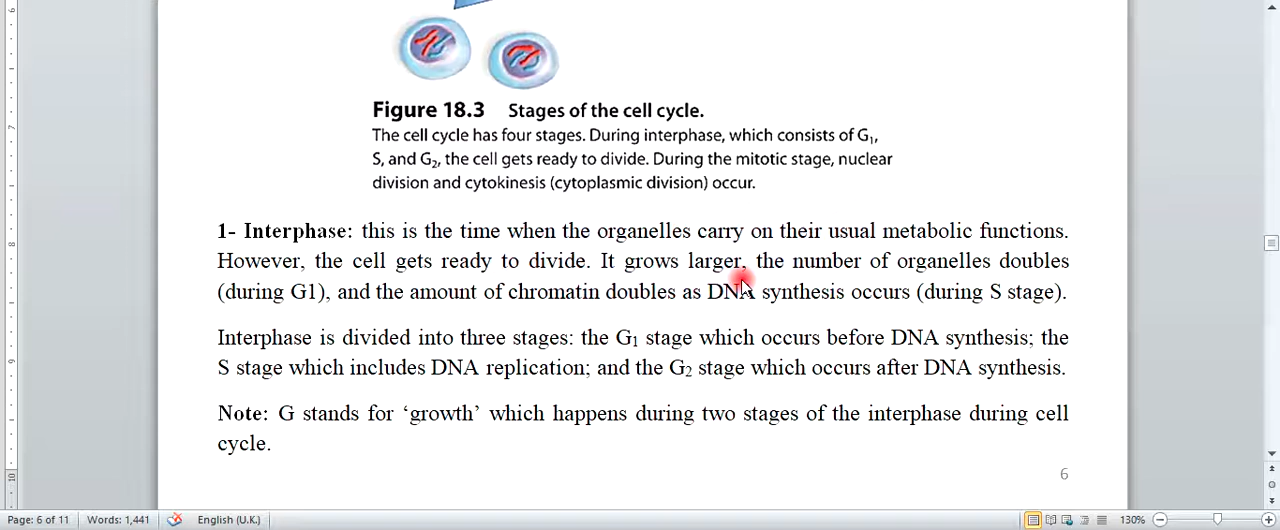 Figure 18.3 Stages of the cell cycle.
The cell cycle has four stages. During interphase, which consists of G₁,
S, and G₂, the cell gets ready to divide. During the mitotic stage, nuclear
division and cytokinesis (cytoplasmic division) occur.
1- Interphase: this is the time when the organelles carry on their usual metabolic functions.
However, the cell gets ready to divide. It grows larger, the number of organelles doubles
(during G1), and the amount of chromatin doubles as DNA synthesis occurs (during S stage).
Interphase is divided into three stages: the G₁ stage which occurs before DNA synthesis; the
S stage which includes DNA replication; and the G₂ stage which occurs after DNA synthesis.
Note: G stands for ‘growth’ which happens during two stages of the interphase during cell
cycle.
6
Page: 6 of 11 Words: 1,441 English (U.K.) 130%